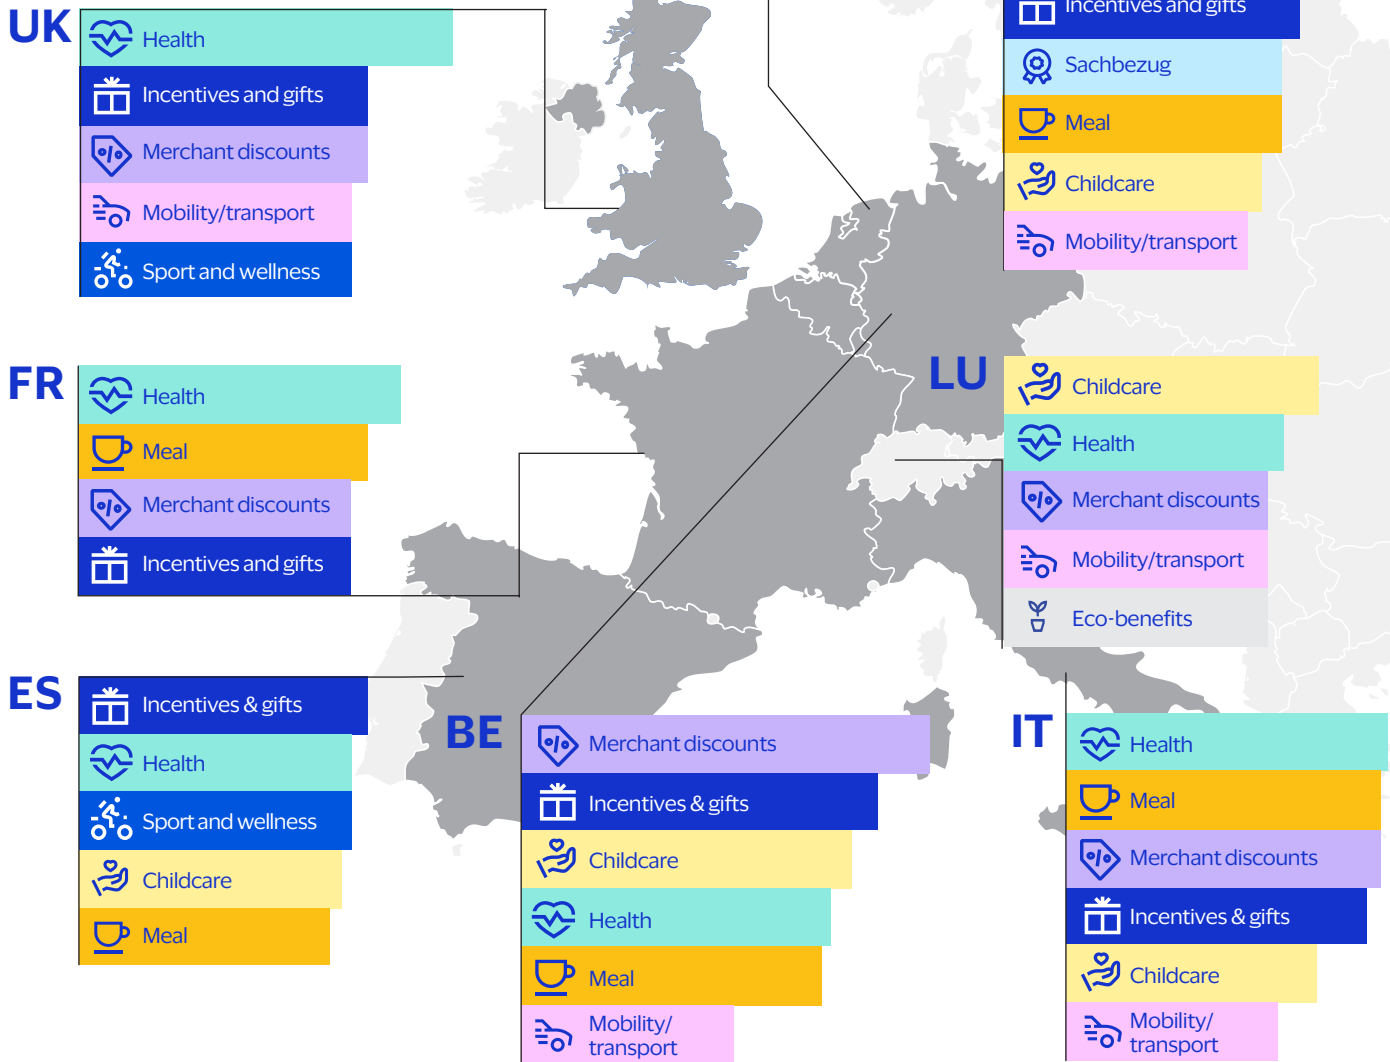 UK
Health
Incentives and gifts
Merchant discounts
Mobility/transport
Sport and wellness
Incentives and gifts
Sachbezug
Meal
Childcare
Mobility/transport
FR
Health
Meal
Merchant discounts
Incentives and gifts
LU
Childcare
Health
Merchant discounts
Mobility/transport
Eco-benefits
ES
Incentives & gifts
Health
Sport and wellness
Childcare
Meal
BE
Merchant discounts
Incentives & gifts
Childcare
Health
Meal
Mobility/
transport
IT
Health
Meal
Merchant discounts
Incentives & gifts
Childcare
Mobility/
transport